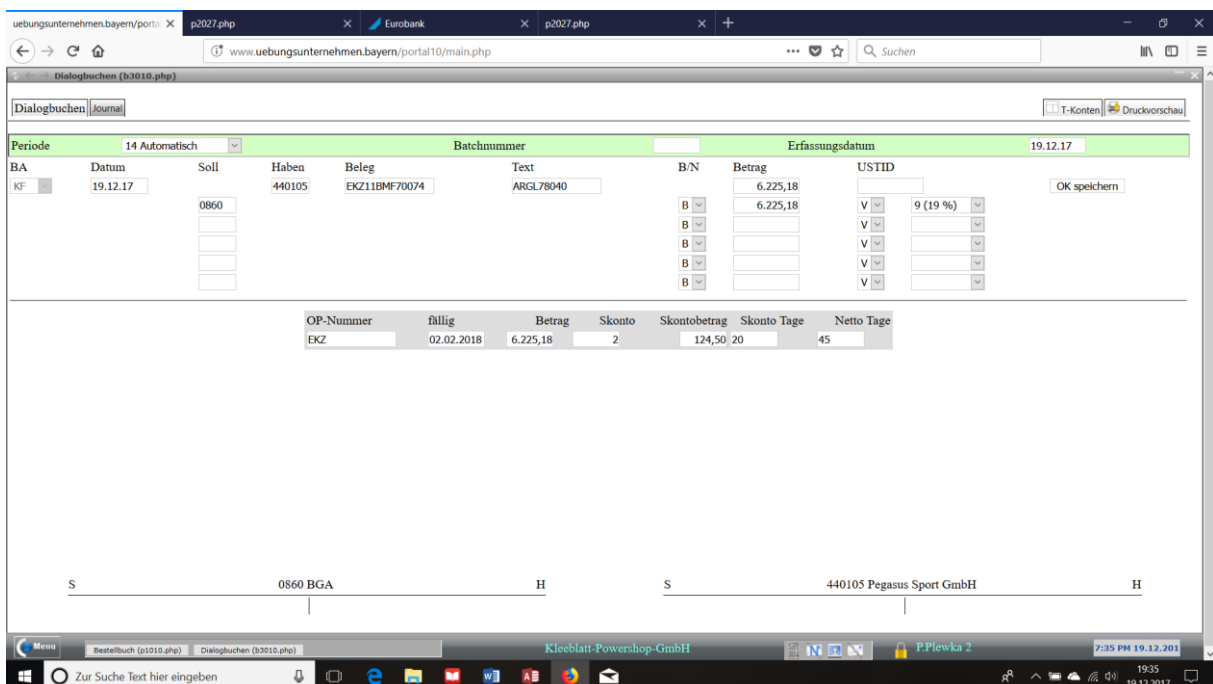 uebungsunternehmen.bayern/porta p2027.php Eurobank p2027.php
www.uebungsunternehmen.bayern/portal10/main.php Suchen
Dialogbuchen (b3010.php)
Dialogbuchen Journal T-Konten Druckvorschau
Periode 14 Automatisch Batchnummer Erfassungsdatum 19.12.17
BA Datum Soll Haben Beleg Text B/N Betrag USTID
KF 19.12.17 440105 EKZ11BMF70074 ARGL78040 6.225,18 OK speichern
0860 B 6.225,18 V 9 (19 %)
B V
B V
B V
B V
OP-Nummer fällig Betrag Skonto Skontobetrag Skonto Tage Netto Tage
EKZ 02.02.2018 6.225,18 2 124,50 20 45
S 0860 BGA H S 440105 Pegasus Sport GmbH H
Menu Bestellbuch (p1010.php) Dialogbuchen (b3010.php) Kleeblatt-Powershop-GmbH P.Plewka 2 7:35 PM 19.12.201
Zur Suche Text hier eingeben 19:35
19.12.2017